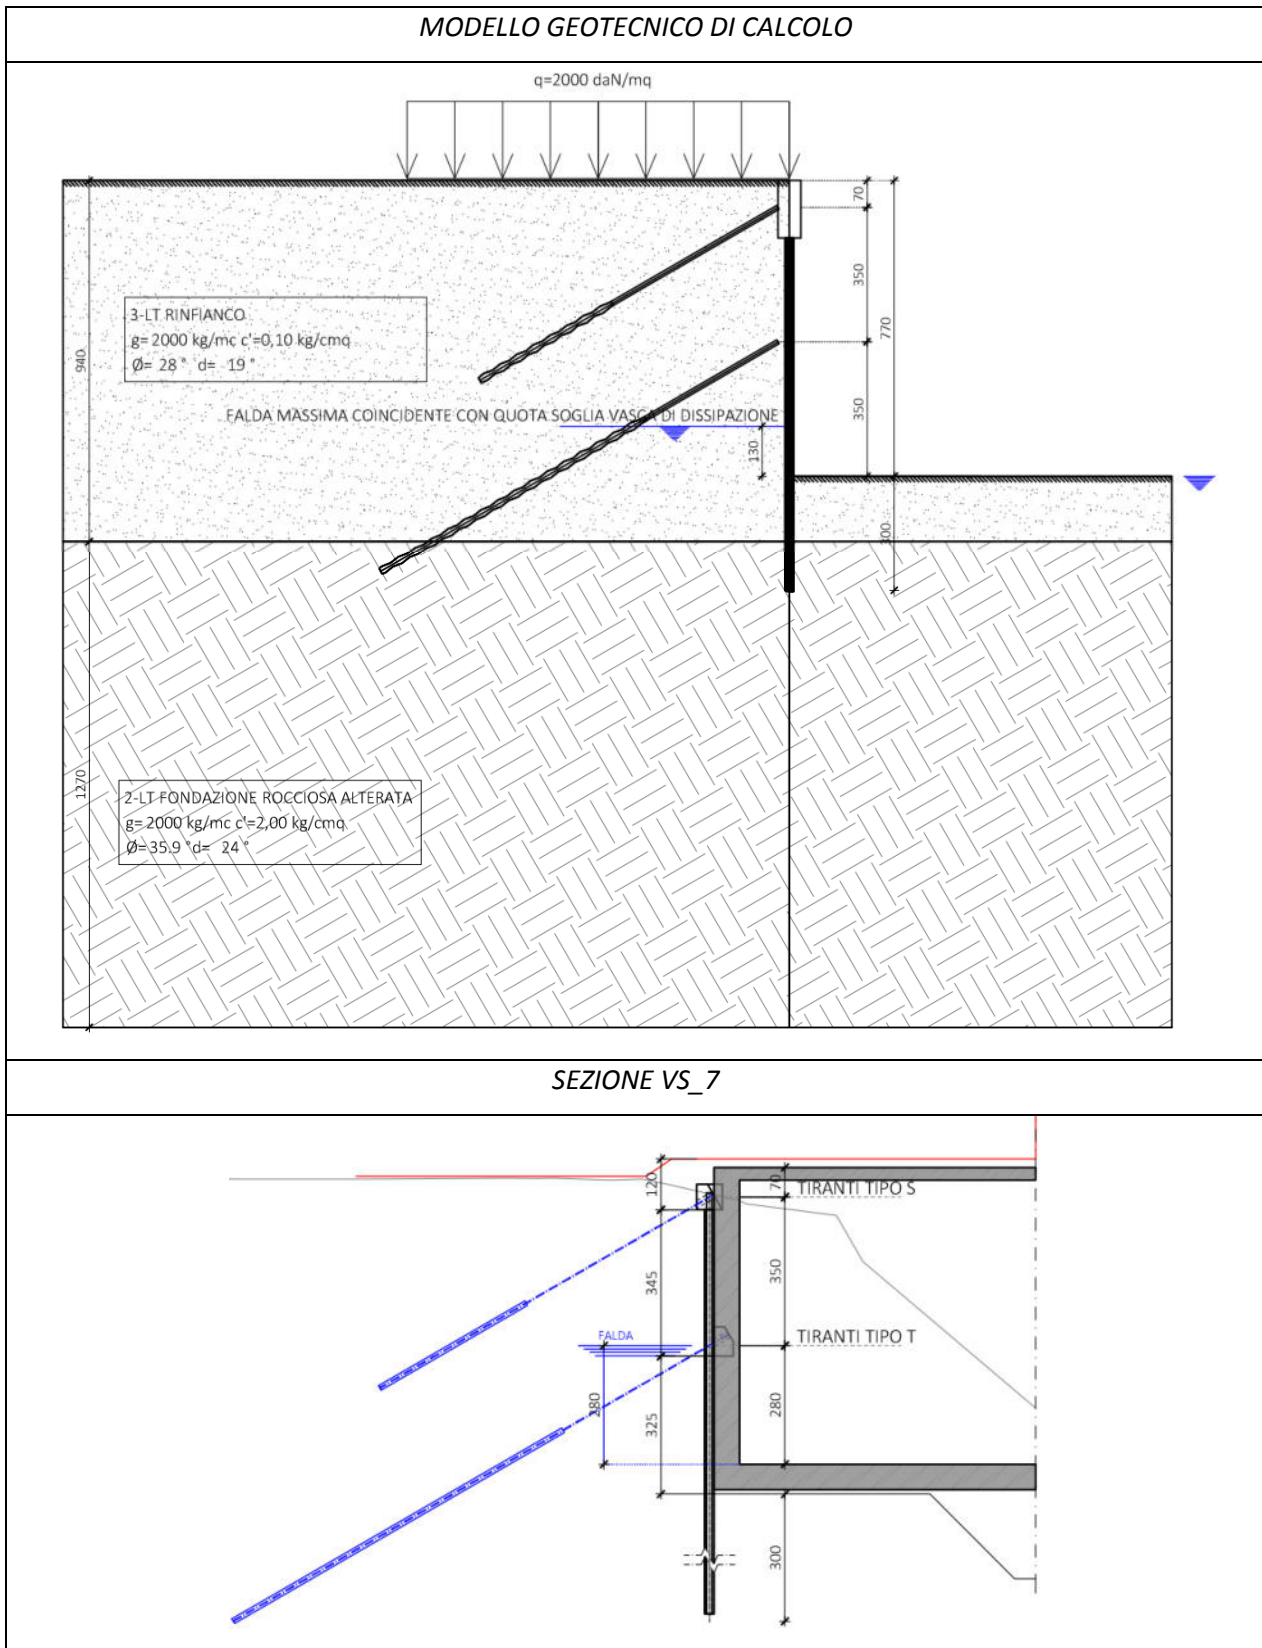 MODELLO GEOTECNICO DI CALCOLO
q=2000 daN/mq
70
350
770
350
130
300
940
3-LT RINFIANCO
g= 2000 kg/mc c'=0,10 kg/cmq
Ø= 28 ° d= 19 °
FALDA MASSIMA COINCIDENTE CON QUOTA SOGLIA VASCA DI DISSIPAZIONE
1270
2-LT FONDAZIONE ROCCIOSA ALTERATA
g= 2000 kg/mc c'=2,00 kg/cmq
Ø= 35.9 ° d= 24 °
SEZIONE VS_7
120
70
TIRANTI TIPO S
345
350
FALDA
TIRANTI TIPO T
280
325
280
300